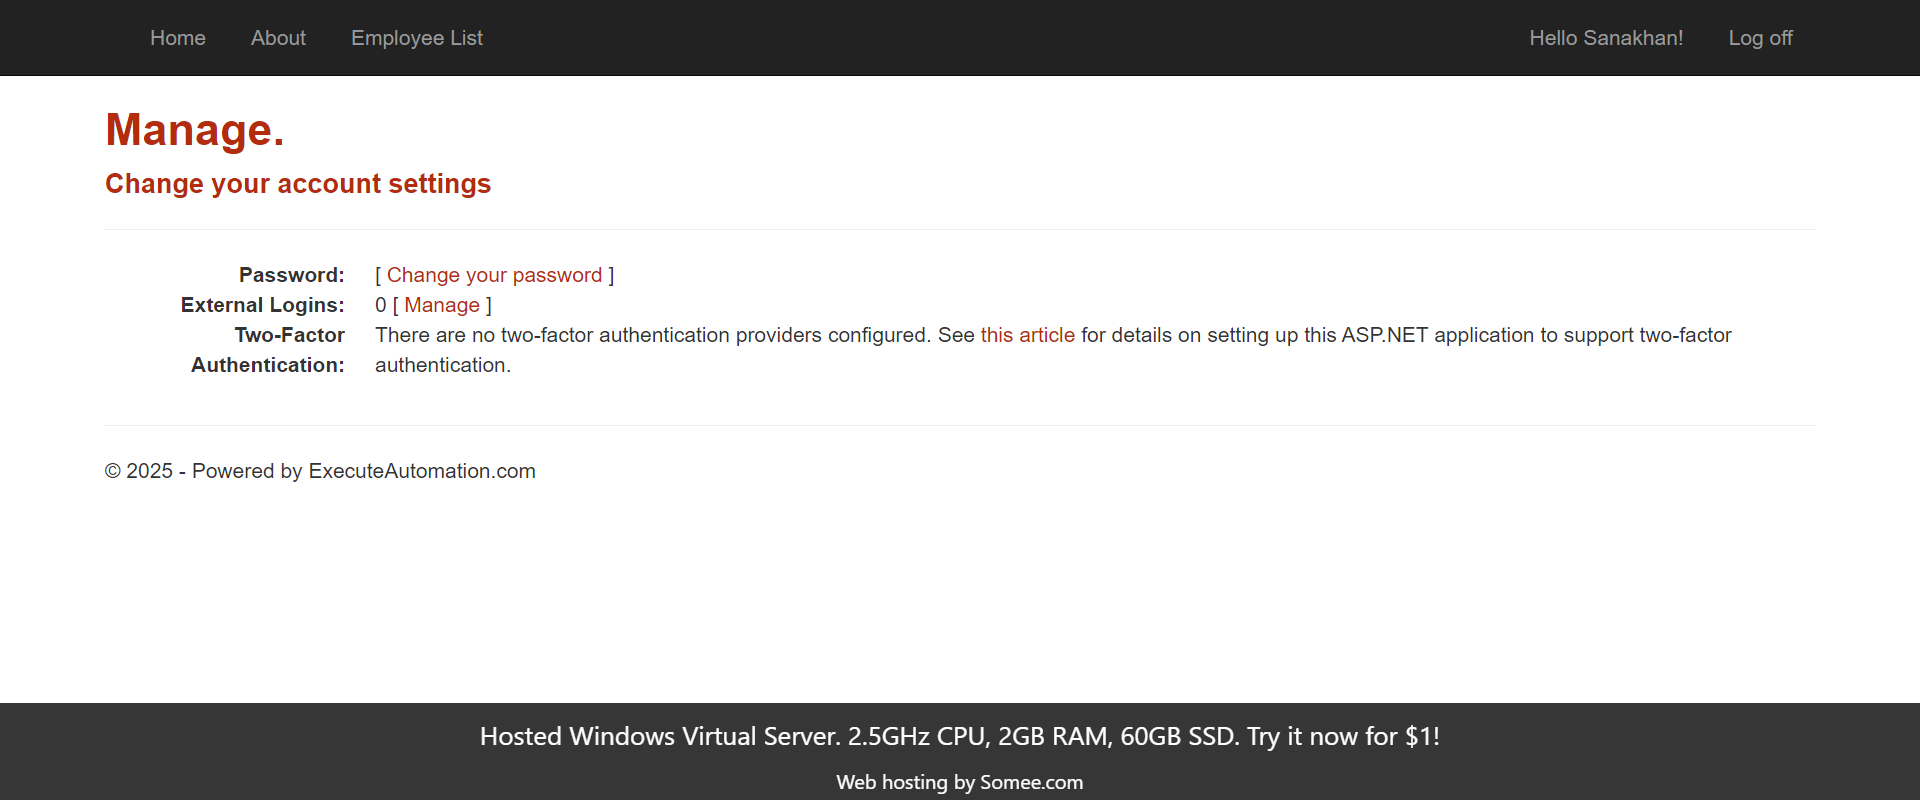 Home About Employee List Hello Sanakhan! Log off
Manage.
Change your account settings
Password: [ Change your password ]
External Logins: 0 [ Manage ]
Two-Factor There are no two-factor authentication providers configured. See this article for details on setting up this ASP.NET application to support two-factor
Authentication: authentication.
© 2025 - Powered by ExecuteAutomation.com
Hosted Windows Virtual Server. 2.5GHz CPU, 2GB RAM, 60GB SSD. Try it now for $1!
Web hosting by Somee.com